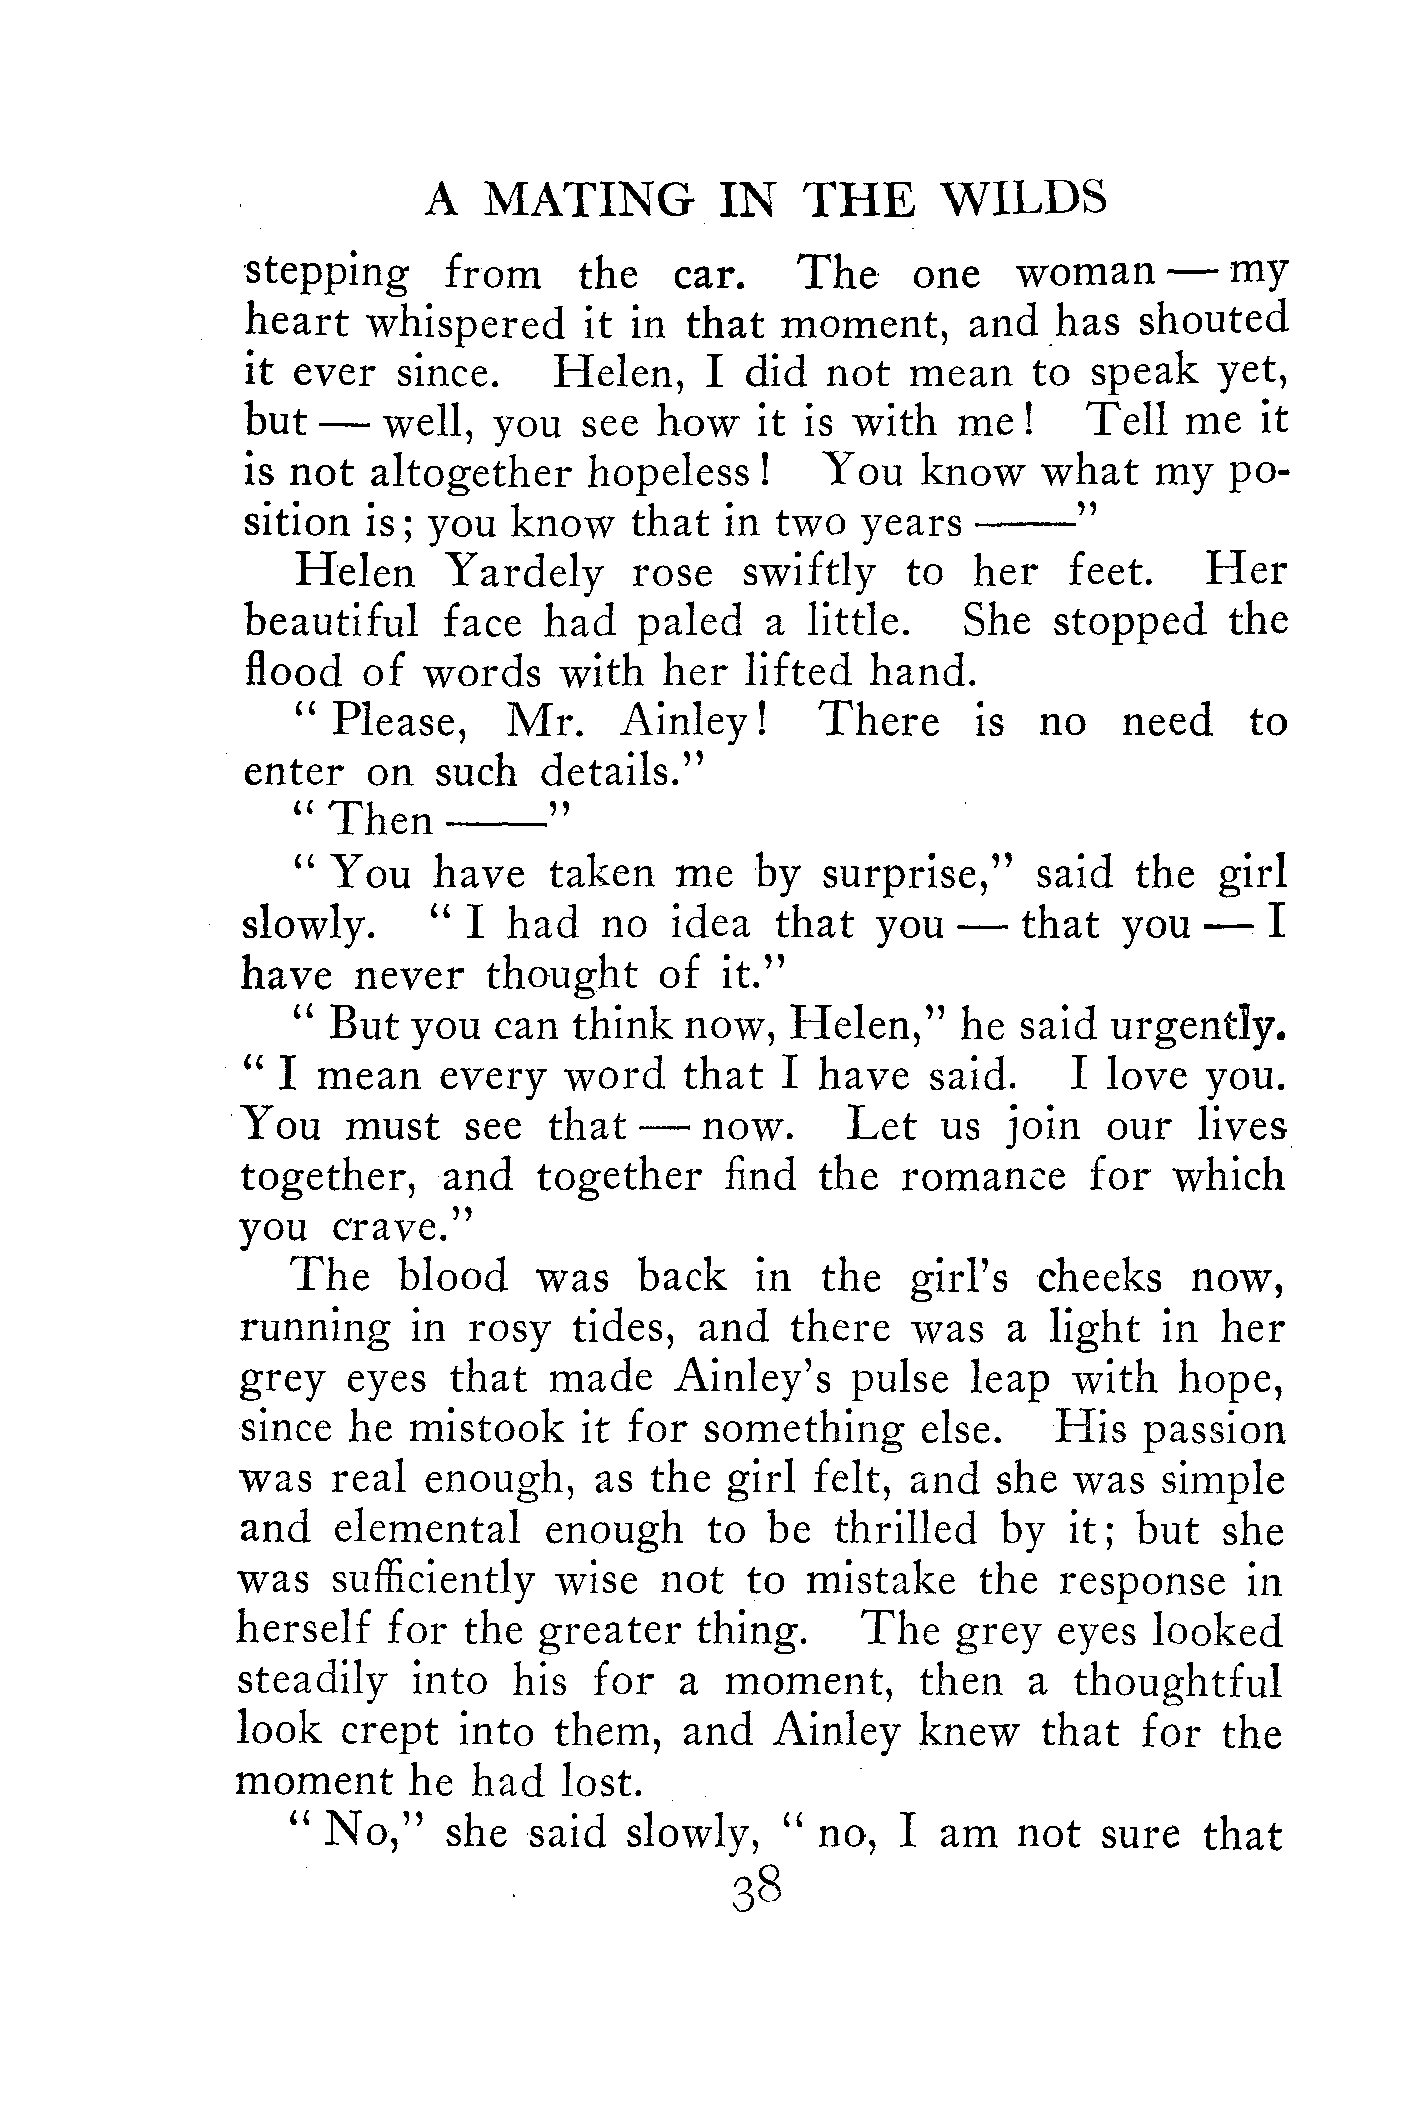 A MATING IN THE WILDS
stepping from the car. The one woman — my
heart whispered it in that moment, and has shouted
it ever since. Helen, I did not mean to speak yet,
but — well, you see how it is with me! Tell me it
is not altogether hopeless! You know what my po-
sition is; you know that in two years ——"
Helen Yardely rose swiftly to her feet. Her
beautiful face had paled a little. She stopped the
flood of words with her lifted hand.
" Please, Mr. Ainley! There is no need to
enter on such details."
" Then ——"
" You have taken me by surprise," said the girl
slowly. " I had no idea that you — that you — I
have never thought of it."
" But you can think now, Helen," he said urgently.
" I mean every word that I have said. I love you.
You must see that — now. Let us join our lives
together, and together find the romance for which
you crave."
The blood was back in the girl's cheeks now,
running in rosy tides, and there was a light in her
grey eyes that made Ainley's pulse leap with hope,
since he mistook it for something else. His passion
was real enough, as the girl felt, and she was simple
and elemental enough to be thrilled by it; but she
was sufficiently wise not to mistake the response in
herself for the greater thing. The grey eyes looked
steadily into his for a moment, then a thoughtful
look crept into them, and Ainley knew that for the
moment he had lost.
" No," she said slowly, " no, I am not sure that
38